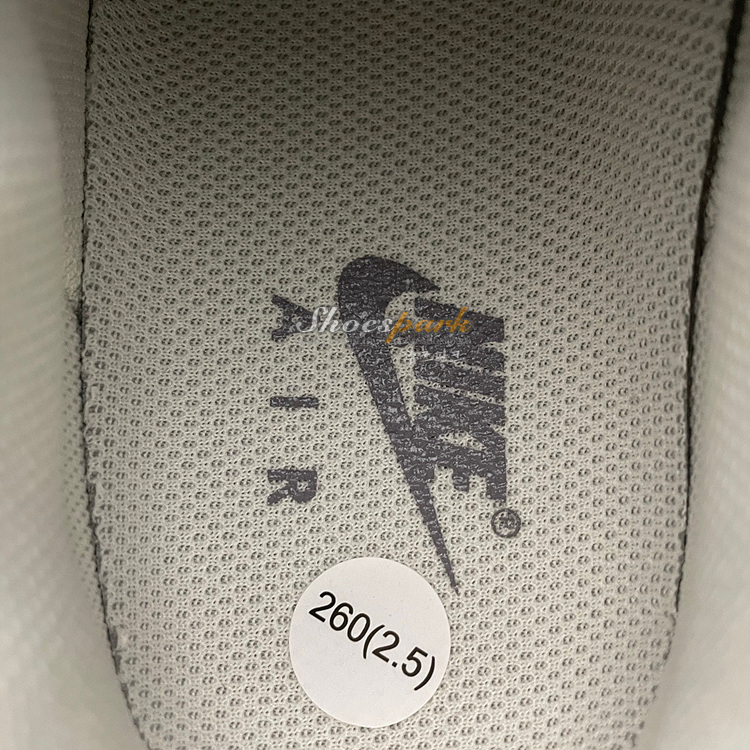 NIKE®
AIR
Shoespark
260(2.5)